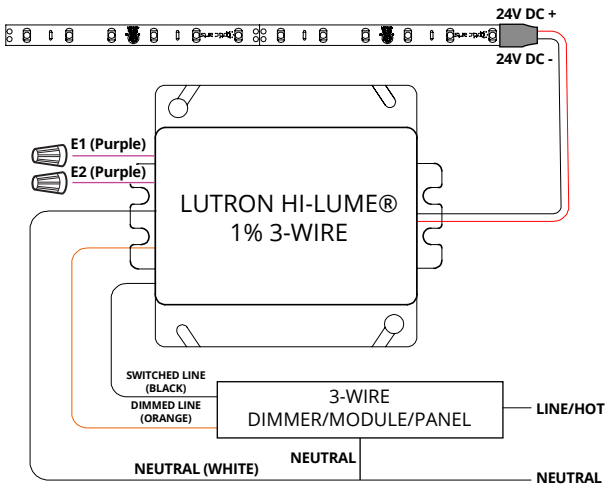 24V DC +
24V DC -
E1 (Purple)
E2 (Purple)
LUTRON HI-LUME®
1% 3-WIRE
SWITCHED LINE
(BLACK)
DIMMED LINE
(ORANGE)
3-WIRE
DIMMER/MODULE/PANEL
LINE/HOT
NEUTRAL
NEUTRAL (WHITE)
NEUTRAL